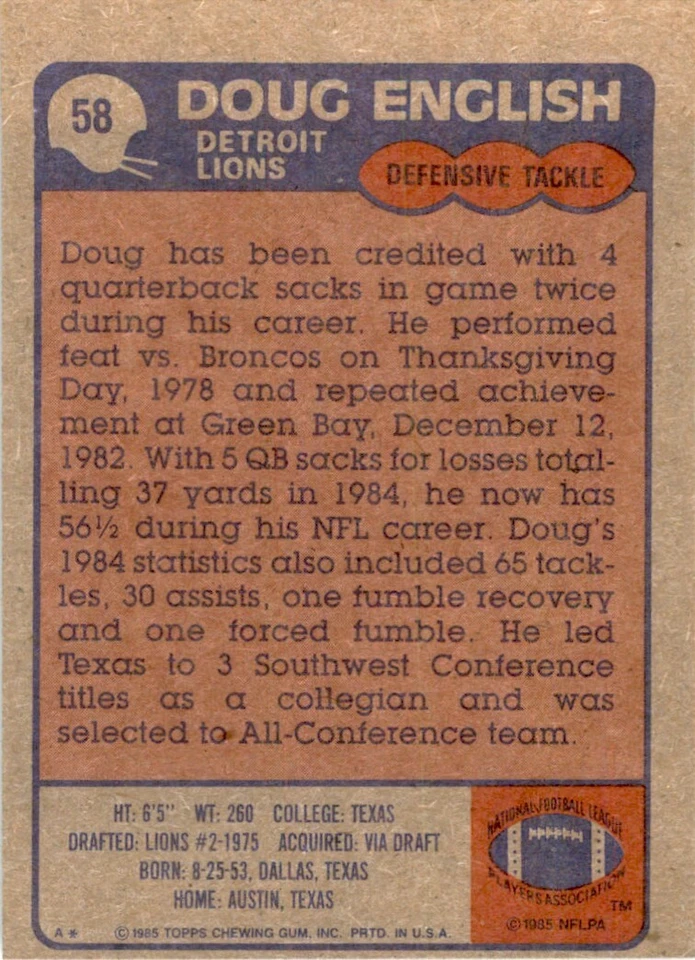 58
DOUG ENGLISH
DETROIT
LIONS
DEFENSIVE TACKLE
Doug has been credited with 4
quarterback sacks in game twice
during his career. He performed
feat vs. Broncos on Thanksgiving
Day, 1978 and repeated achieve-
ment at Green Bay, December 12,
1982. With 5 QB sacks for losses total-
ling 37 yards in 1984, he now has
56½ during his NFL career. Doug's
1984 statistics also included 65 tack-
les, 30 assists, one fumble recovery
and one forced fumble. He led
Texas to 3 Southwest Conference
titles as a collegian and was
selected to All-Conference team.
HT: 6'5" WT: 260 COLLEGE: TEXAS
DRAFTED: LIONS #2-1975 ACQUIRED: VIA DRAFT
BORN: 8-25-53, DALLAS, TEXAS
HOME: AUSTIN, TEXAS
A* ©1985 TOPPS CHEWING GUM, INC. PRTD. IN U.S.A.
NATIONAL FOOTBALL LEAGUE
PLAYERS ASSOCIATION
TM
©1985 NFLPA